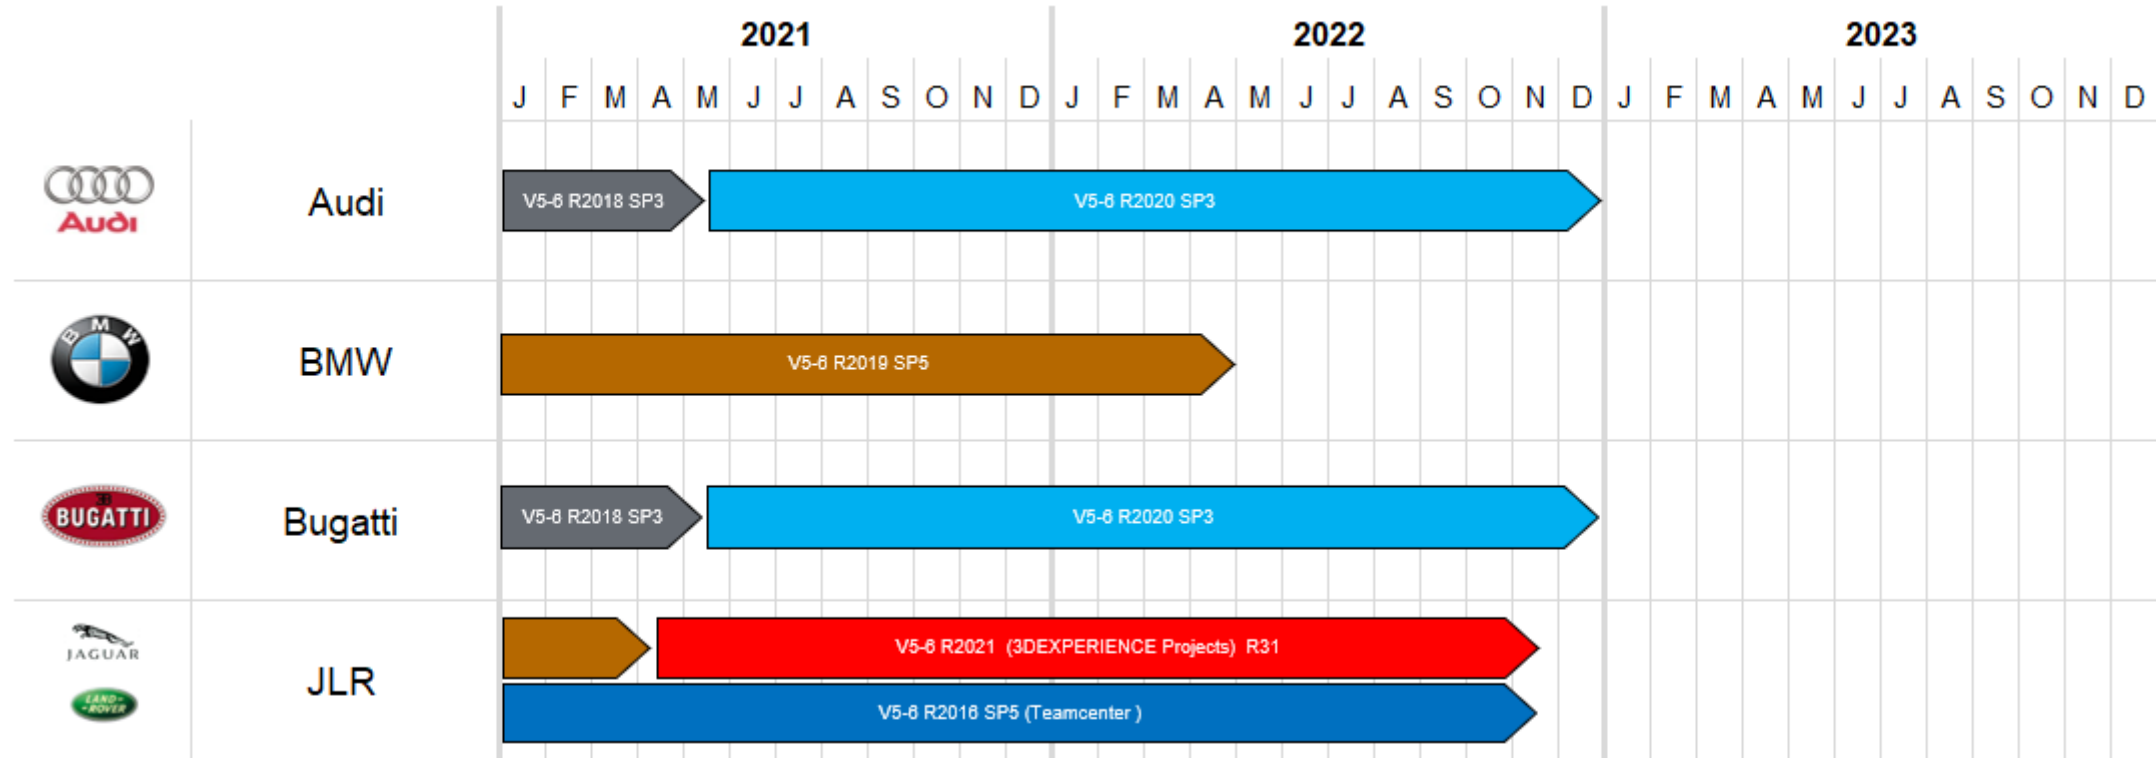 2021 2022 2023
J F M A M J J A S O N D J F M A M J J A S O N D J F M A M J J A S O N D
Audi
Audi
V5-6 R2018 SP3
V5-6 R2020 SP3
BMW
BMW
V5-6 R2019 SP5
BUGATTI
Bugatti
V5-6 R2018 SP3
V5-6 R2020 SP3
JAGUAR
LAND-
-ROVER
JLR
V5-6 R2021 (3DEXPERIENCE Projects) R31
V5-6 R2016 SP5 (Teamcenter )